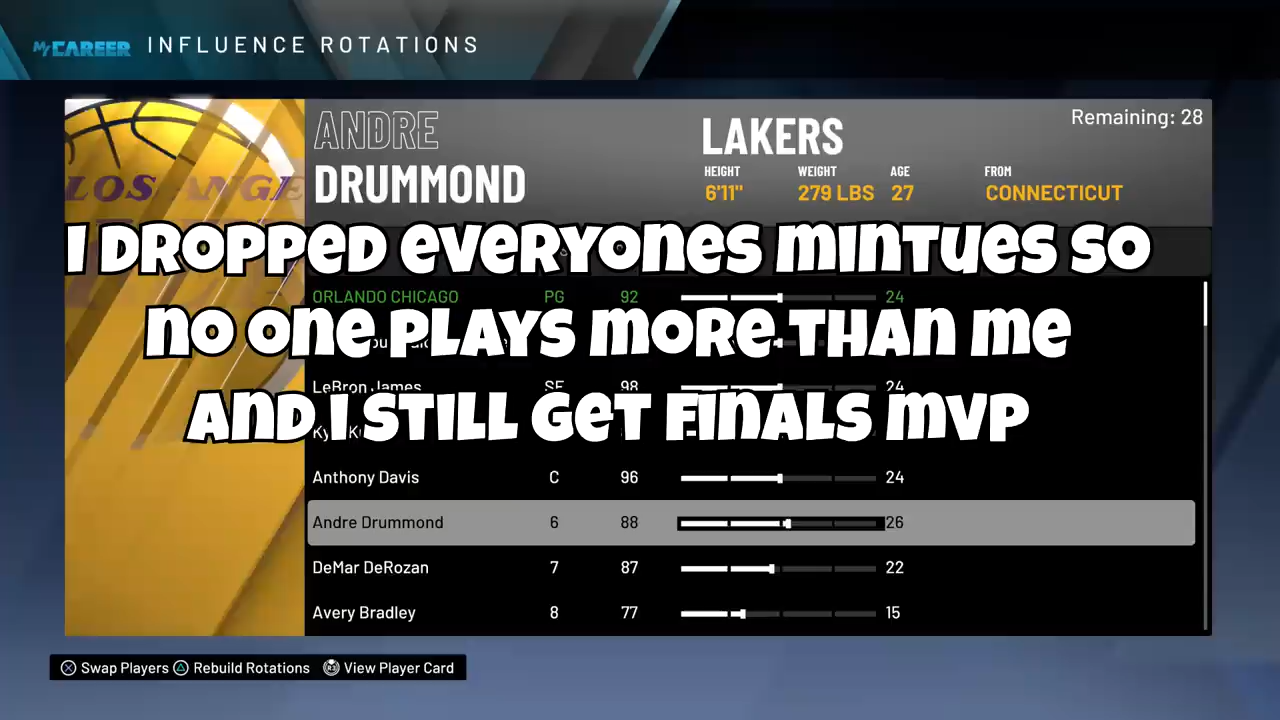 MyCAREER INFLUENCE ROTATIONS
Remaining: 28
ANDRE
DRUMMOND
LAKERS
HEIGHT WEIGHT AGE FROM
6'11" 279 LBS 27 CONNECTICUT
LOS ANGE
I DROPPED EVERYONES MINTUES SO
NO ONE PLAYS MORE THAN ME
AND I STILL GET FINALS MVP
ORLANDO CHICAGO PG 92 24
LeBron James SF 98 24
Anthony Davis C 96 24
Andre Drummond 6 88 26
DeMar DeRozan 7 87 22
Avery Bradley 8 77 15
Swap Players Rebuild Rotations R3 View Player Card